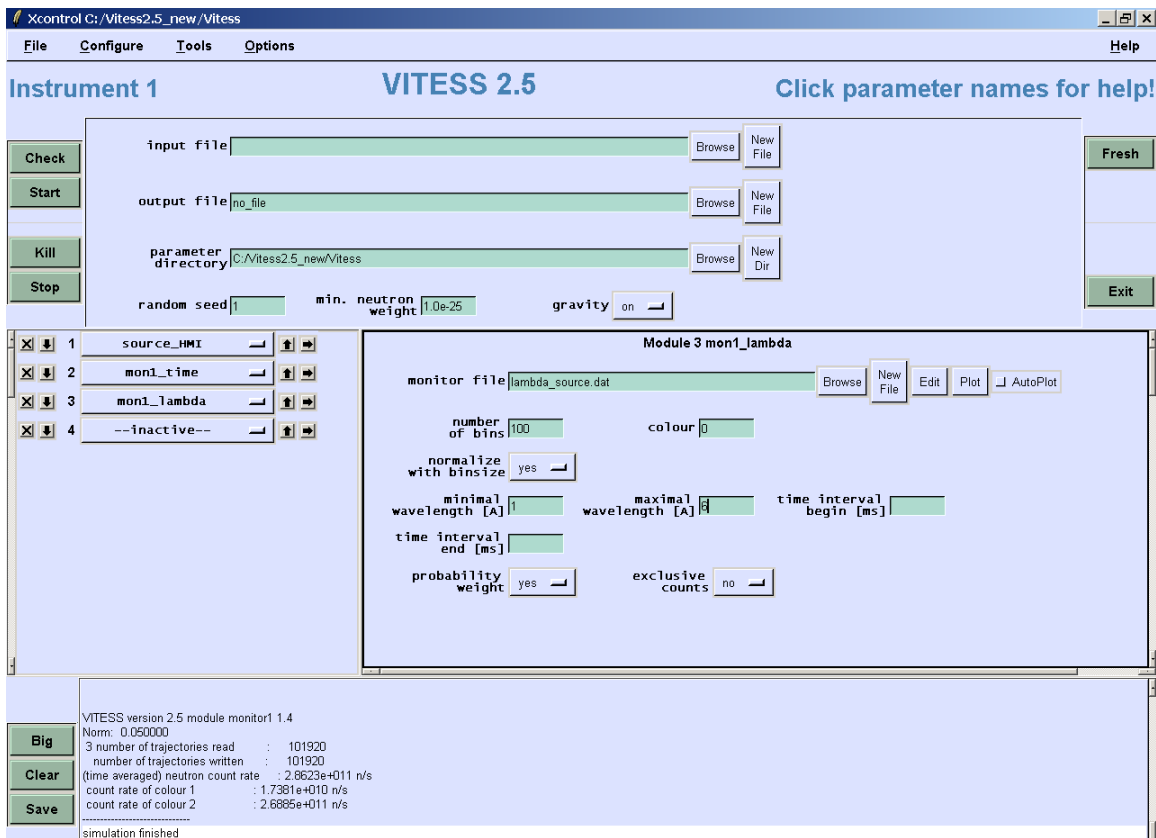 Xcontrol C:/Vitess2.5_new/Vitess
File Configure Tools Options Help
Instrument 1 VITESS 2.5 Click parameter names for help!
Check
Start
Kill
Stop
input file Browse New File
output file no_file Browse New File
parameter directory C:/Vitess2.5_new/Vitess Browse New Dir
random seed 1 min. neutron weight 1.0e-25 gravity on
Fresh
Exit
1 source_HMI
2 mon1_time
3 mon1_lambda
4 --inactive--
Module 3 mon1_lambda
monitor file lambda_source.dat Browse New File Edit Plot AutoPlot
number of bins 100 colour 0
normalize with binsize yes
minimal wavelength [A] 1 maximal wavelength [A] 6 time interval begin [ms]
time interval end [ms]
probability weight yes exclusive counts no
Big
Clear
Save
VITESS version 2.5 module monitor1 1.4
Norm: 0.050000
3 number of trajectories read : 101920
number of trajectories written : 101920
(time averaged) neutron count rate : 2.8623e+011 n/s
count rate of colour 1 : 1.7381e+010 n/s
count rate of colour 2 : 2.6885e+011 n/s
------------------------------
simulation finished